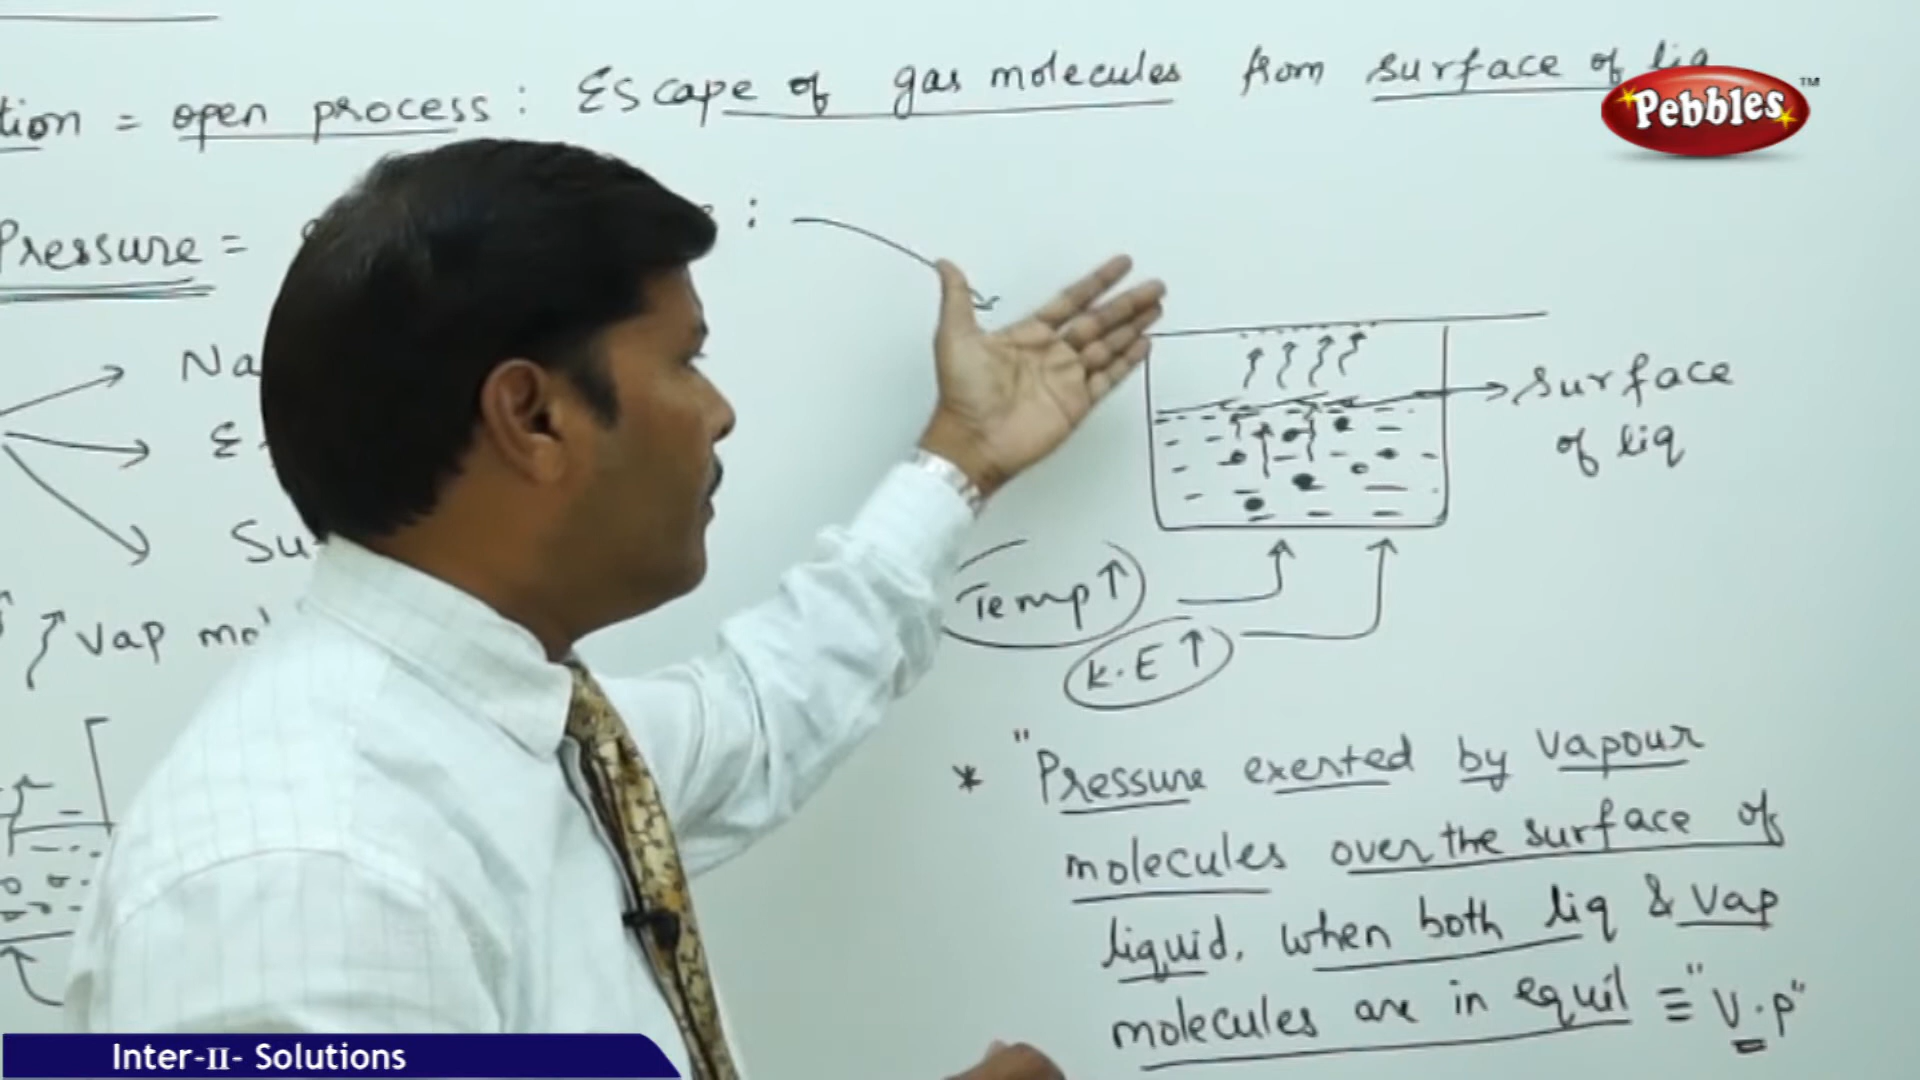 tion = open process : Escape of gas molecules from surface of liq
Pebbles™
Pressure = :
Na
surface
of liq
E
Su
Temp↑
K.E↑
Vap mol
* "Pressure exerted by vapour
molecules over the surface of
liquid, when both liq & vap
molecules are in equil ≡ "V.P"
Inter-II- Solutions